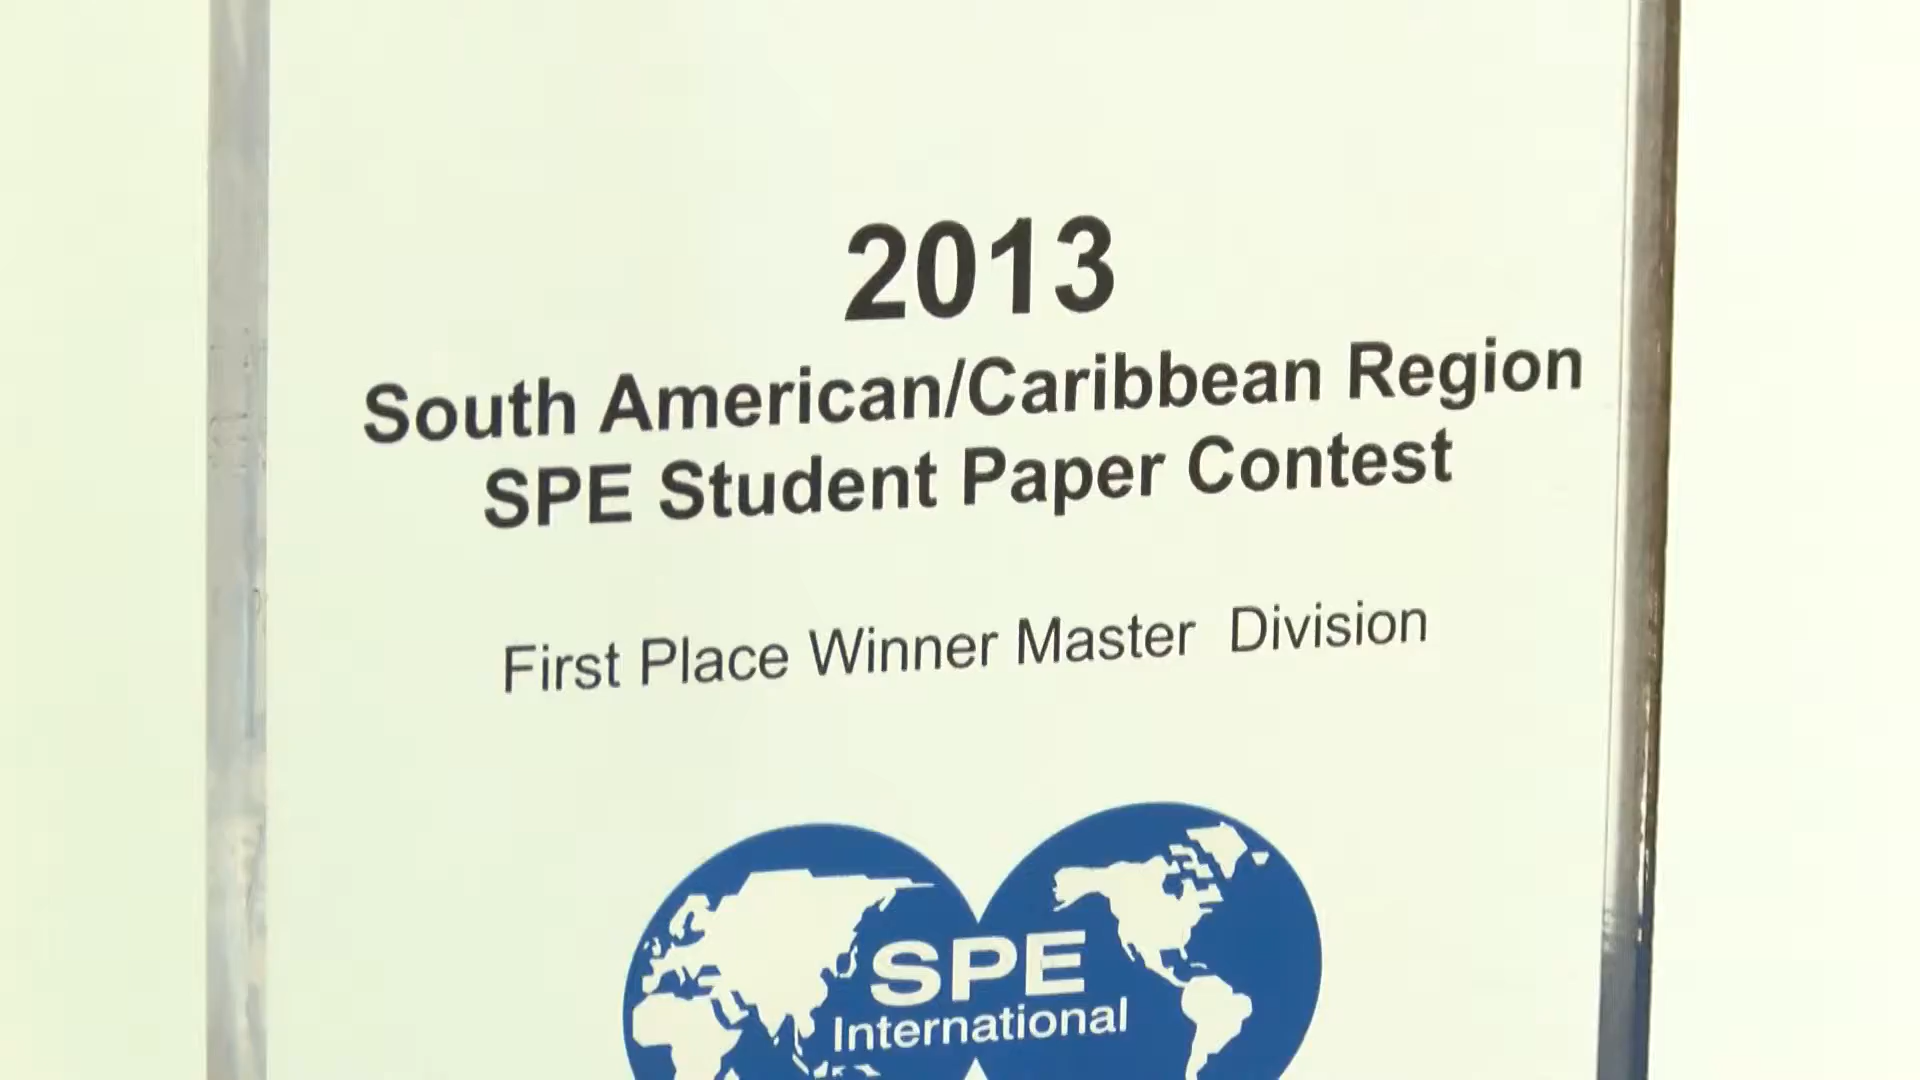 2013
South American/Caribbean Region
SPE Student Paper Contest
First Place Winner Master Division
SPE
International